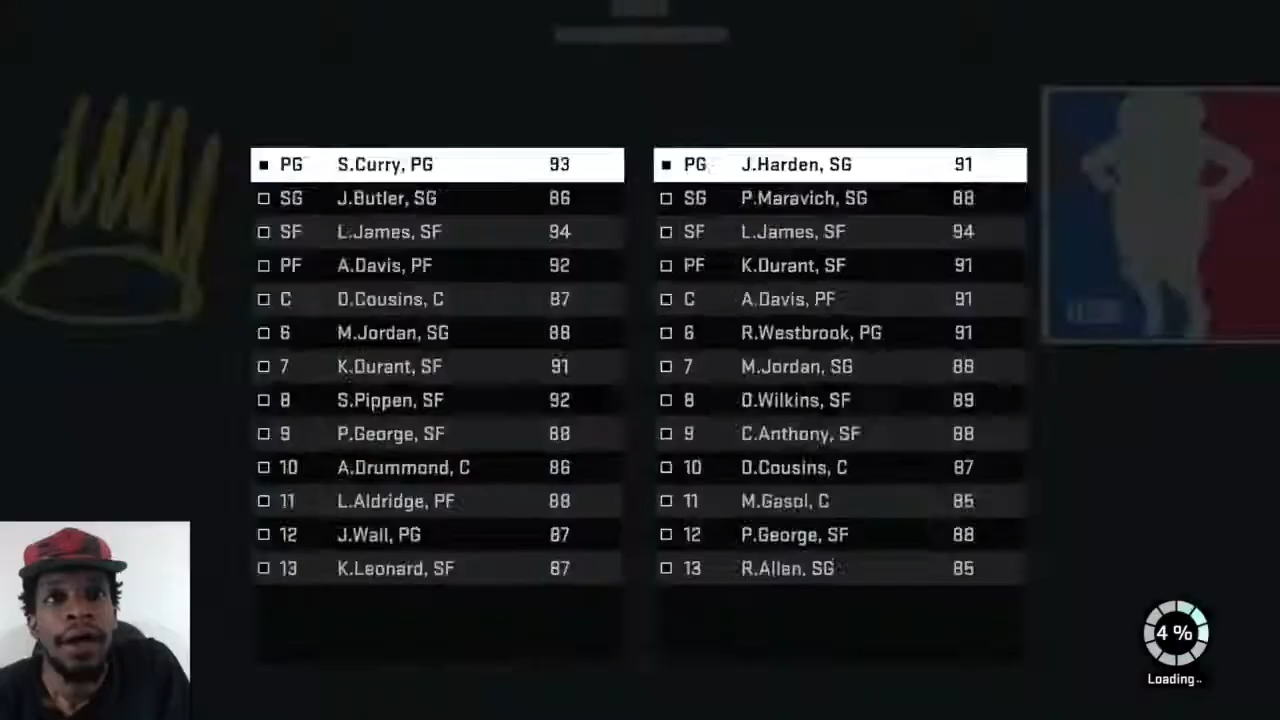 PG S.Curry, PG 93
SG J.Butler, SG 86
SF L.James, SF 94
PF A.Davis, PF 92
C D.Cousins, C 87
6 M.Jordan, SG 88
7 K.Durant, SF 91
8 S.Pippen, SF 92
9 P.George, SF 88
10 A.Drummond, C 86
11 L.Aldridge, PF 88
12 J.Wall, PG 87
13 K.Leonard, SF 87
PG J.Harden, SG 91
SG P.Maravich, SG 88
SF L.James, SF 94
PF K.Durant, SF 91
C A.Davis, PF 91
6 R.Westbrook, PG 91
7 M.Jordan, SG 88
8 D.Wilkins, SF 89
9 C.Anthony, SF 88
10 D.Cousins, C 87
11 M.Gasol, C 85
12 P.George, SF 88
13 R.Allen, SG 85
4 %
Loading..